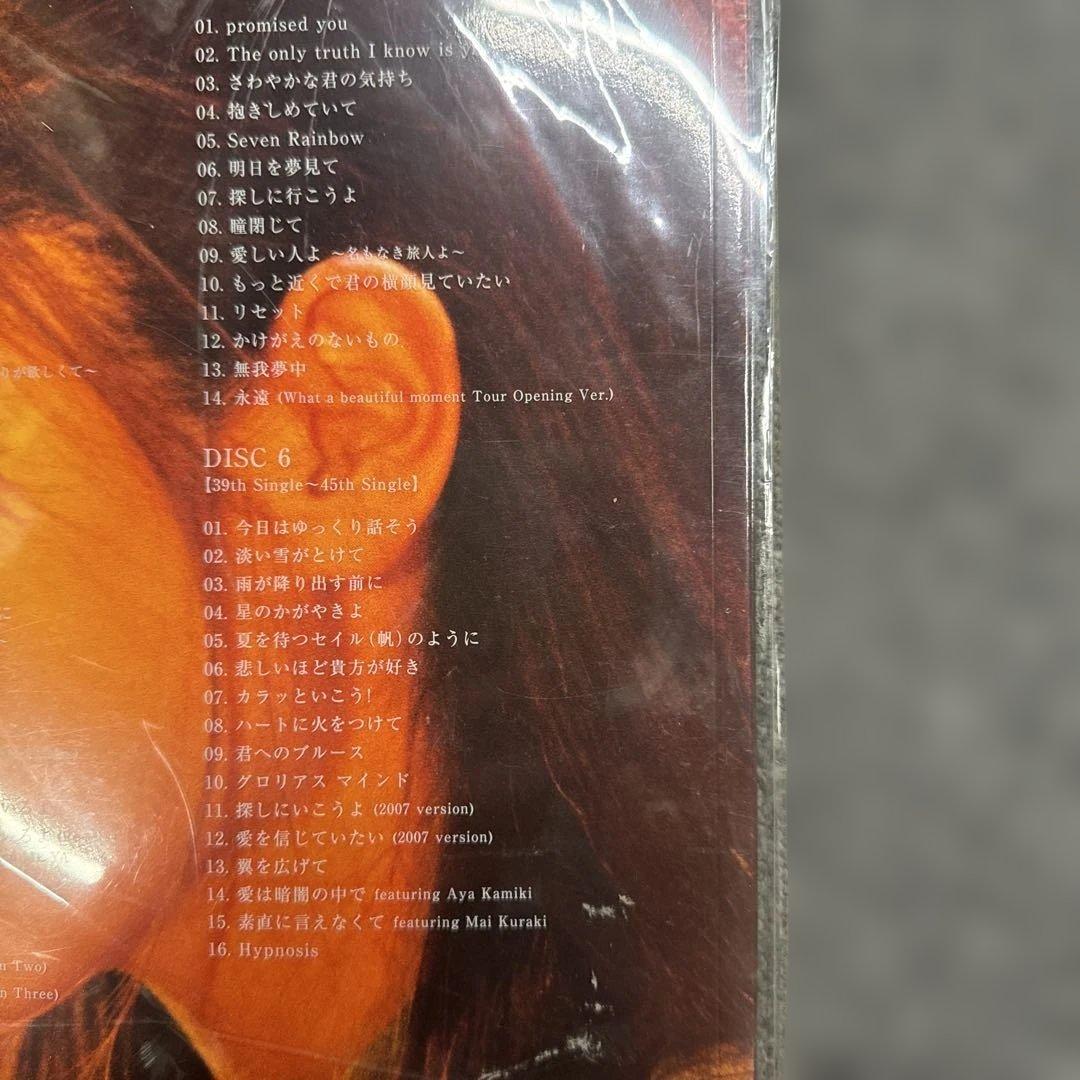 01. promised you
02. The only truth I know is
03. さわやかな君の気持ち
04. 抱きしめていて
05. Seven Rainbow
06. 明日を夢見て
07. 探しに行こうよ
08. 瞳閉じて
09. 愛しい人よ 〜名もなき旅人よ〜
10. もっと近くで君の横顔見ていたい
11. リセット
12. かけがえのないもの
りが欲しくて〜
13. 無我夢中
14. 永遠 (What a beautiful moment Tour Opening Ver.)
DISC 6
【39th Single〜45th Single】
01. 今日はゆっくり話そう
02. 淡い雪がとけて
03. 雨が降り出す前に
04. 星のかがやきよ
に
05. 夏を待つセイル(帆)のように
06. 悲しいほど貴方が好き
07. カラッといこう!
08. ハートに火をつけて
09. 君へのブルース
10. グロリアス マインド
11. 探しにいこうよ (2007 version)
12. 愛を信じていたい (2007 version)
13. 翼を広げて
14. 愛は暗闇の中で featuring Aya Kamiki
15. 素直に言えなくて featuring Mai Kuraki
16. Hypnosis
n Two)
n Three)